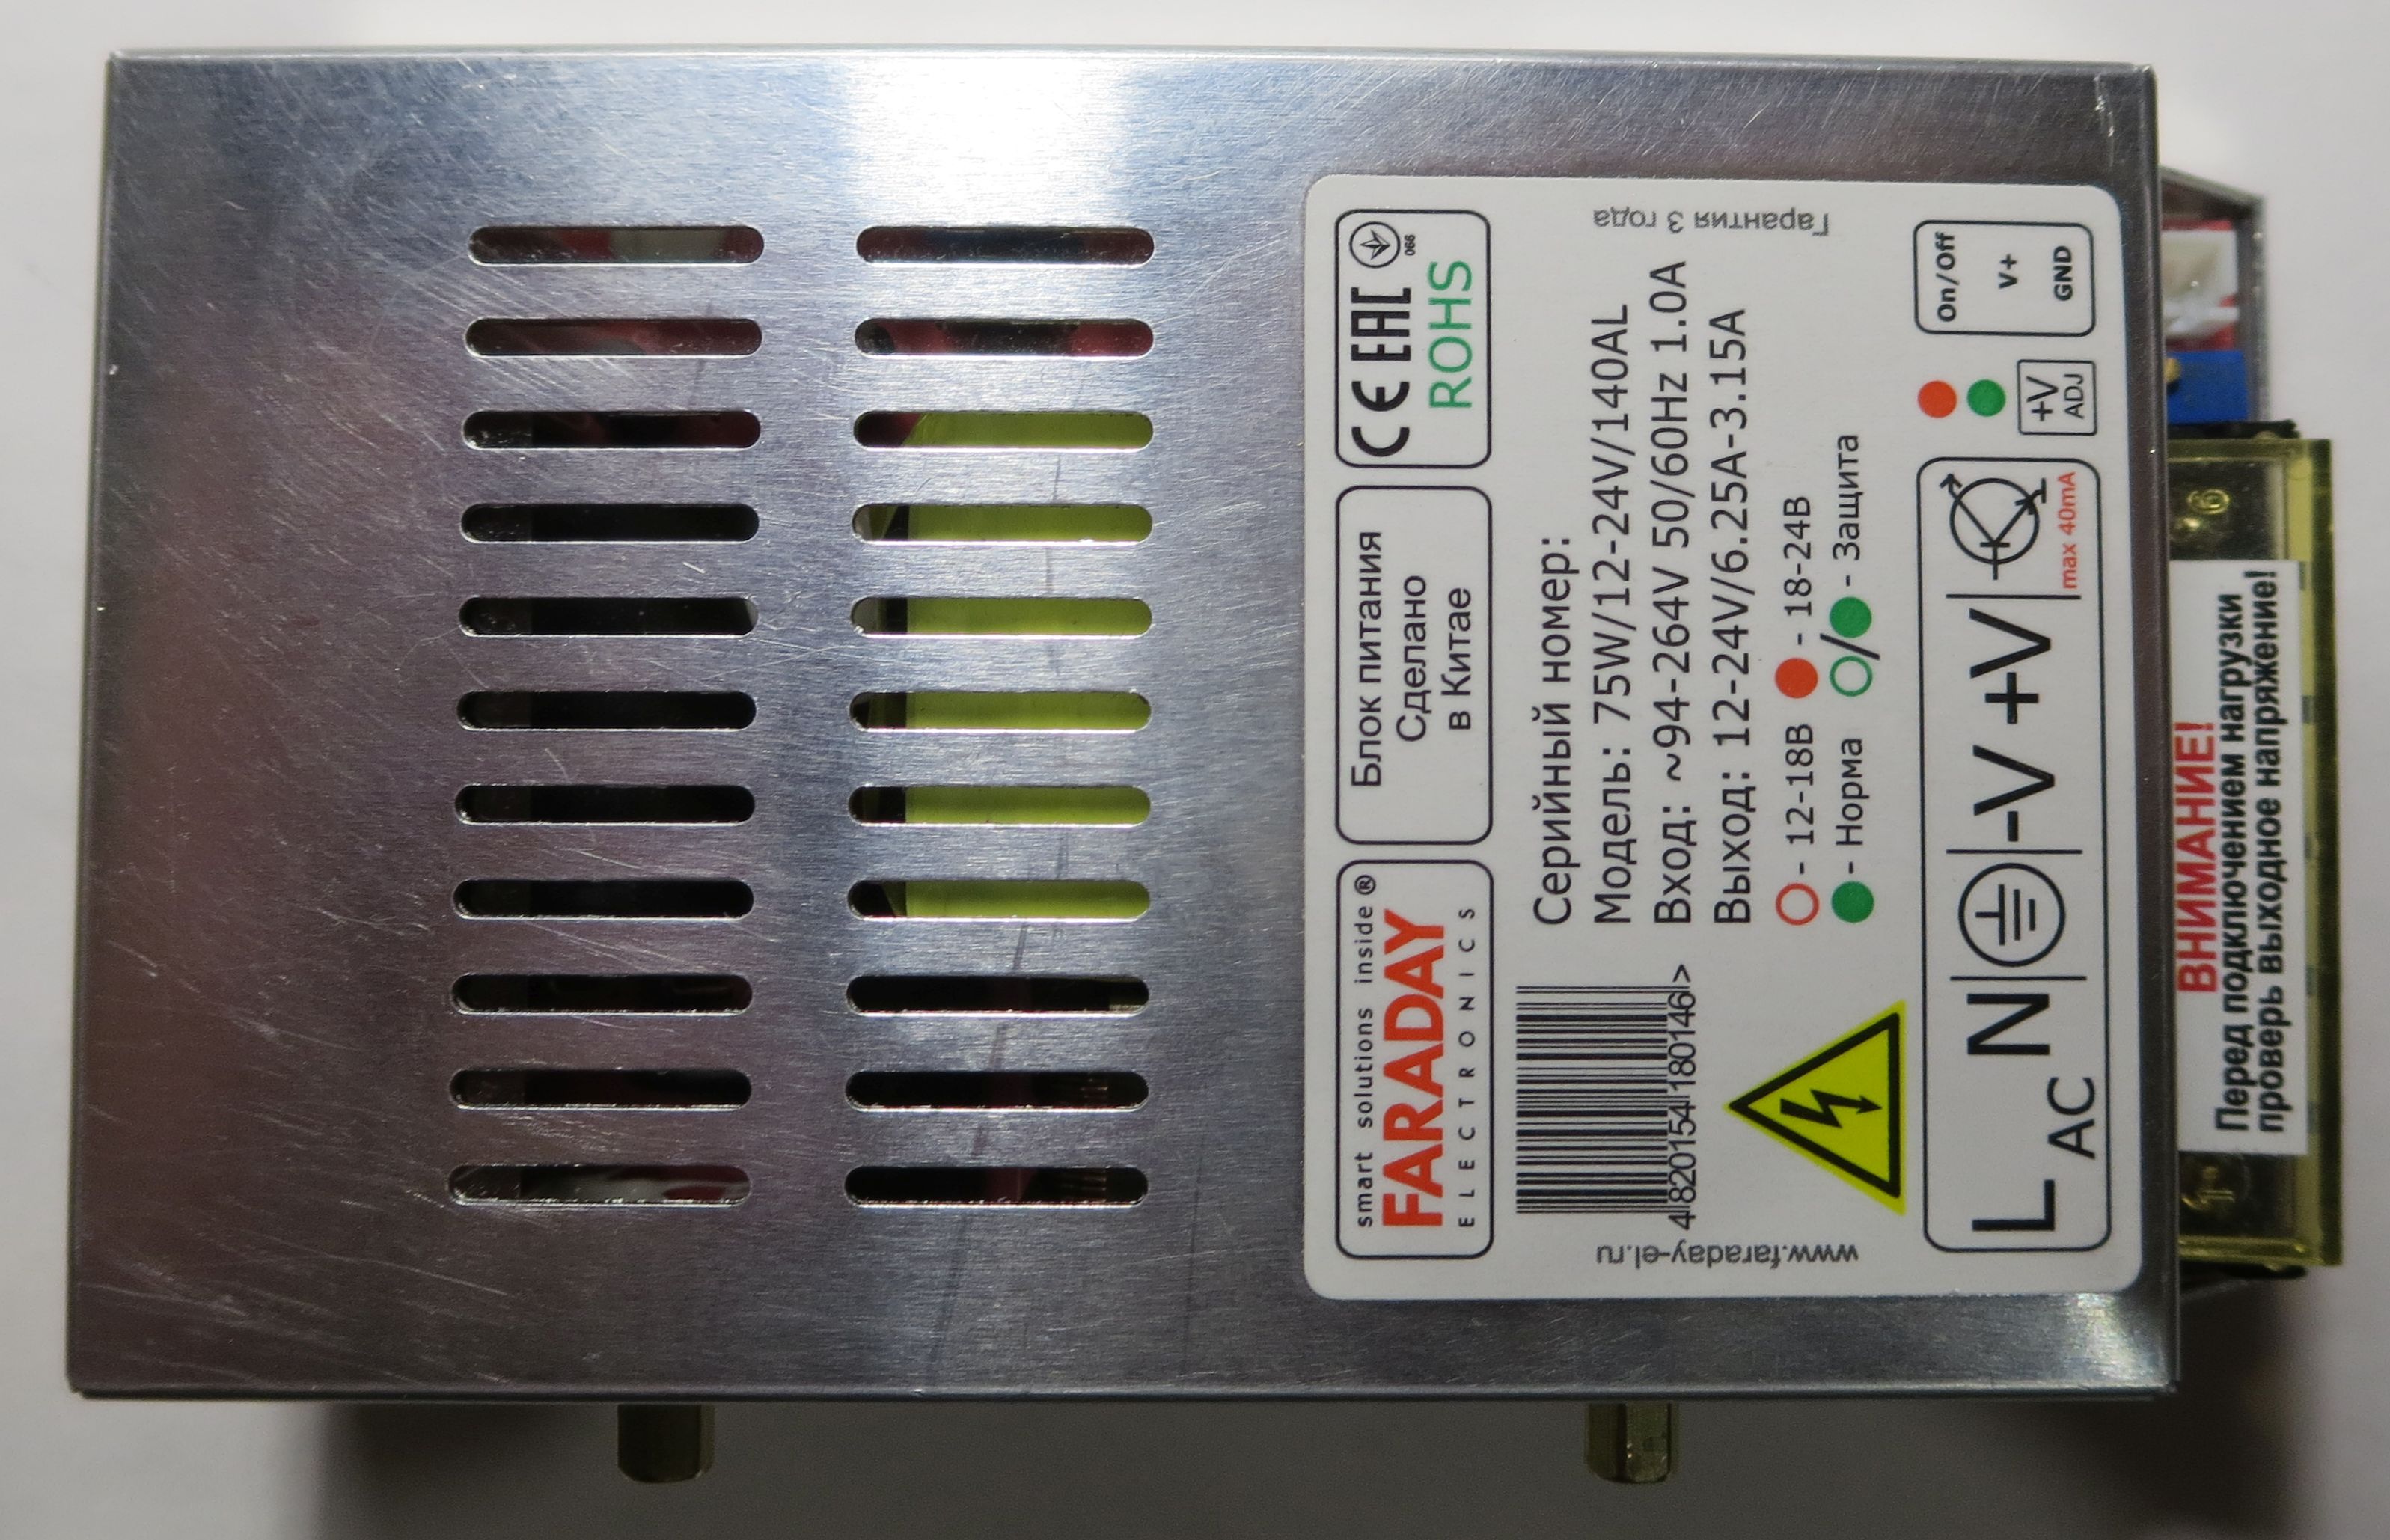 smart solutions inside ®
FARADAY
ELECTRONICS
Блок питания
Сделано
в Китае
CE EAC
066
ROHS
www.faraday-el.ru
4820154180146>
Серийный номер:
Модель: 75W/12-24V/140AL
Вход: ~94-264V 50/60Hz 1.0A
Выход: 12-24V/6.25A-3.15A
- 12-18В - 18-24В
- Норма / - Защита
Гарантия 3 года
L N -V +V
AC
max 40mA
+V
ADJ
On/Off
V+
GND
ВНИМАНИЕ!
Перед подключением нагрузки
проверь выходное напряжение!
1
6